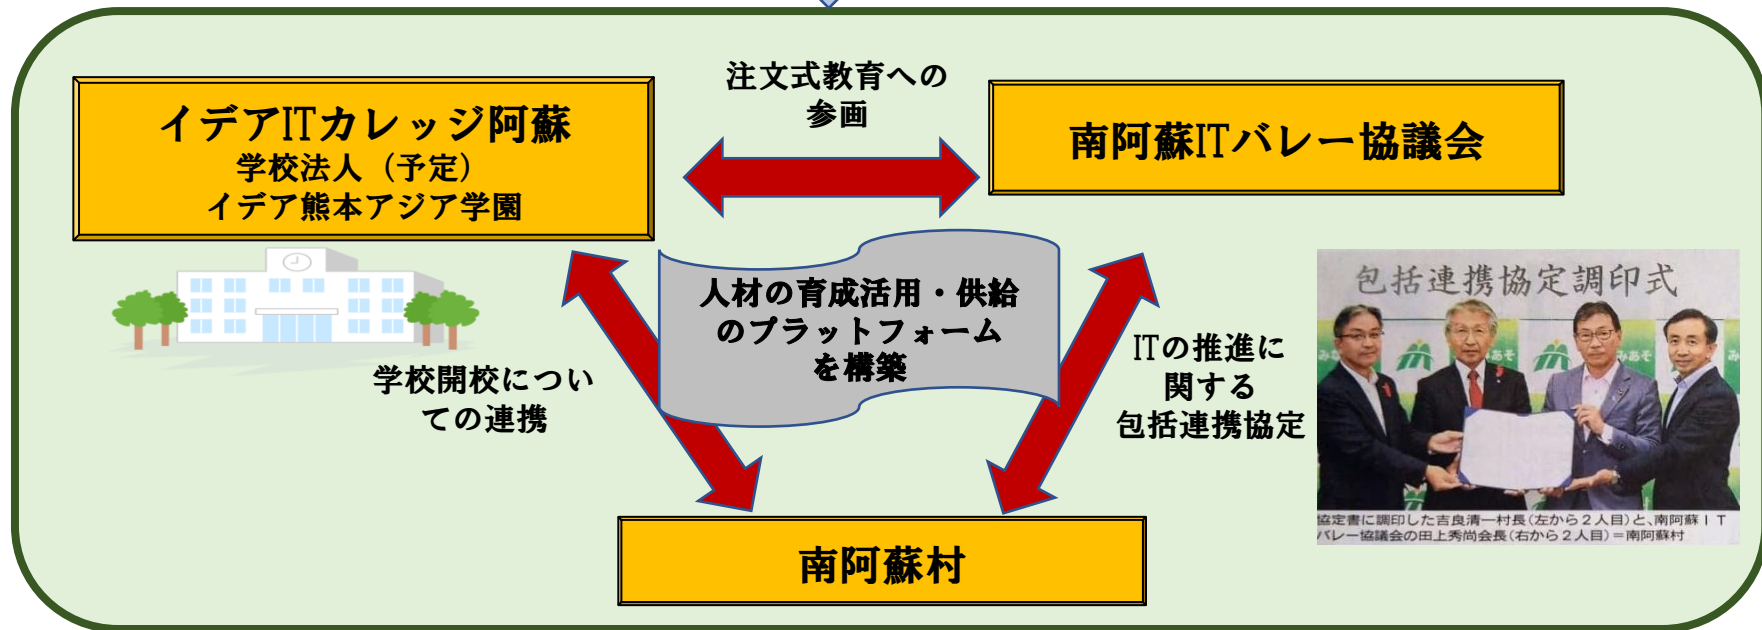 注文式教育への
参画
イデアITカレッジ阿蘇
学校法人（予定）
イデア熊本アジア学園
南阿蘇ITバレー協議会
人材の育成活用・供給
のプラットフォーム
を構築
学校開校につい
ての連携
ITの推進に
関する
包括連携協定
包括連携協定調印式
みな
みあそ
みあそ
協定書に調印した吉良清一村長（左から２人目）と、南阿蘇ＩＴ
バレー協議会の田上秀尚会長（右から２人目）＝南阿蘇村
南阿蘇村